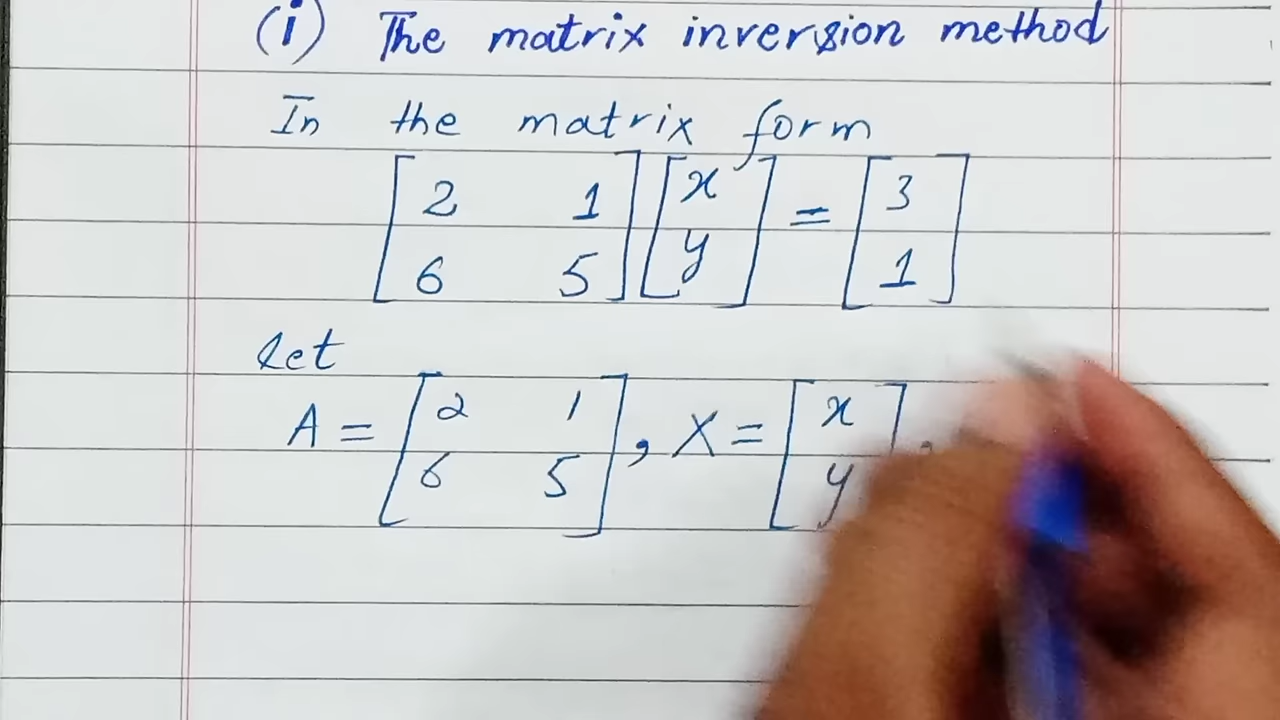 (i) The matrix inversion method
In the matrix form
[2 1; 6 5] [x; y] = [3; 1]
Let
A = [2 1; 6 5], X = [x; y],